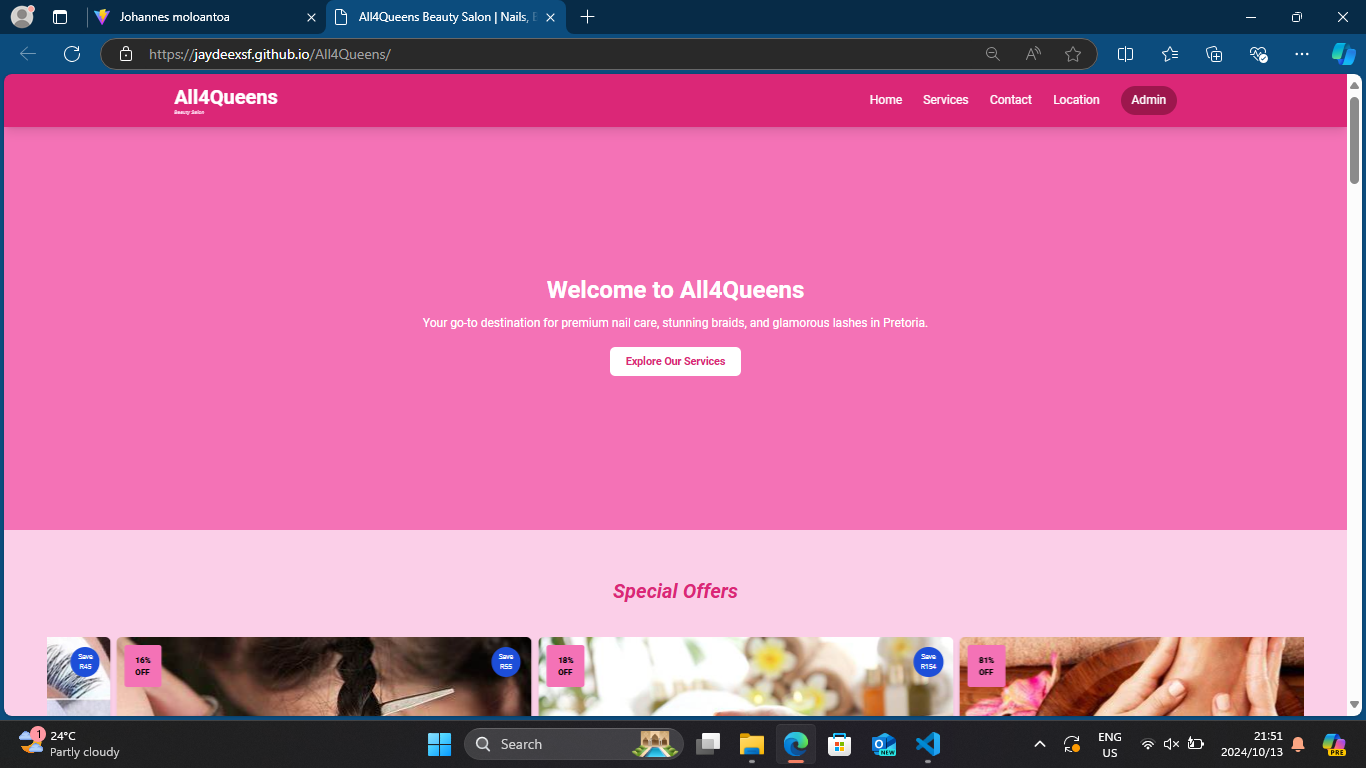 Johannes moloantoa
All4Queens Beauty Salon | Nails,
https://jaydeexsf.github.io/All4Queens/
All4Queens
Beauty Salon
Home Services Contact Location Admin
Welcome to All4Queens
Your go-to destination for premium nail care, stunning braids, and glamorous lashes in Pretoria.
Explore Our Services
Special Offers
Save
R45
16%
OFF
Save
R55
18%
OFF
Save
R154
81%
OFF
1
24°C
Partly cloudy
Search
NEW
ENG
US
21:51
2024/10/13
PRE